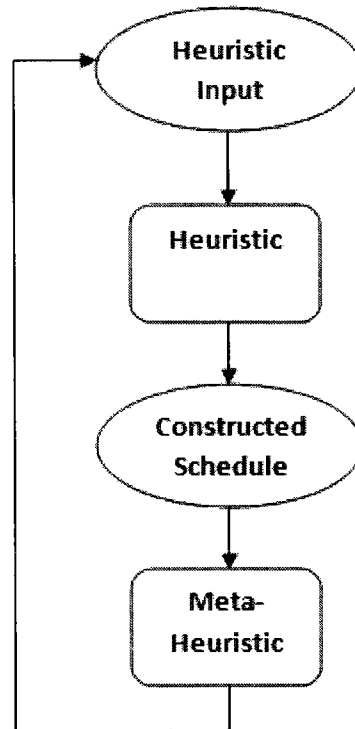 Heuristic
Input
Heuristic
Constructed
Schedule
Meta-
Heuristic